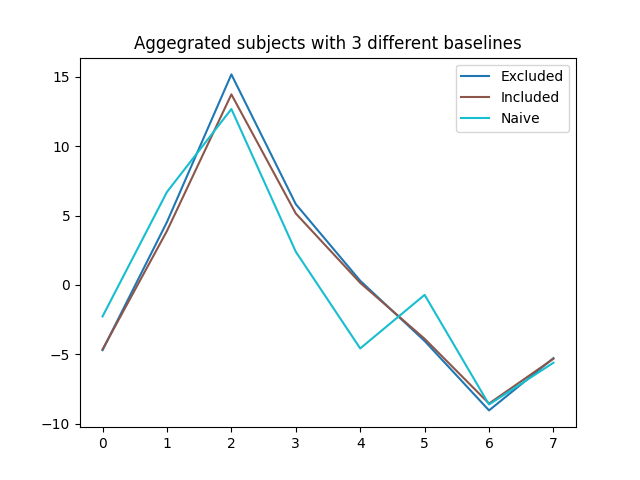 Aggegrated subjects with 3 different baselines
Excluded
Included
Naive
15
10
5
0
−5
−10
0 1 2 3 4 5 6 7